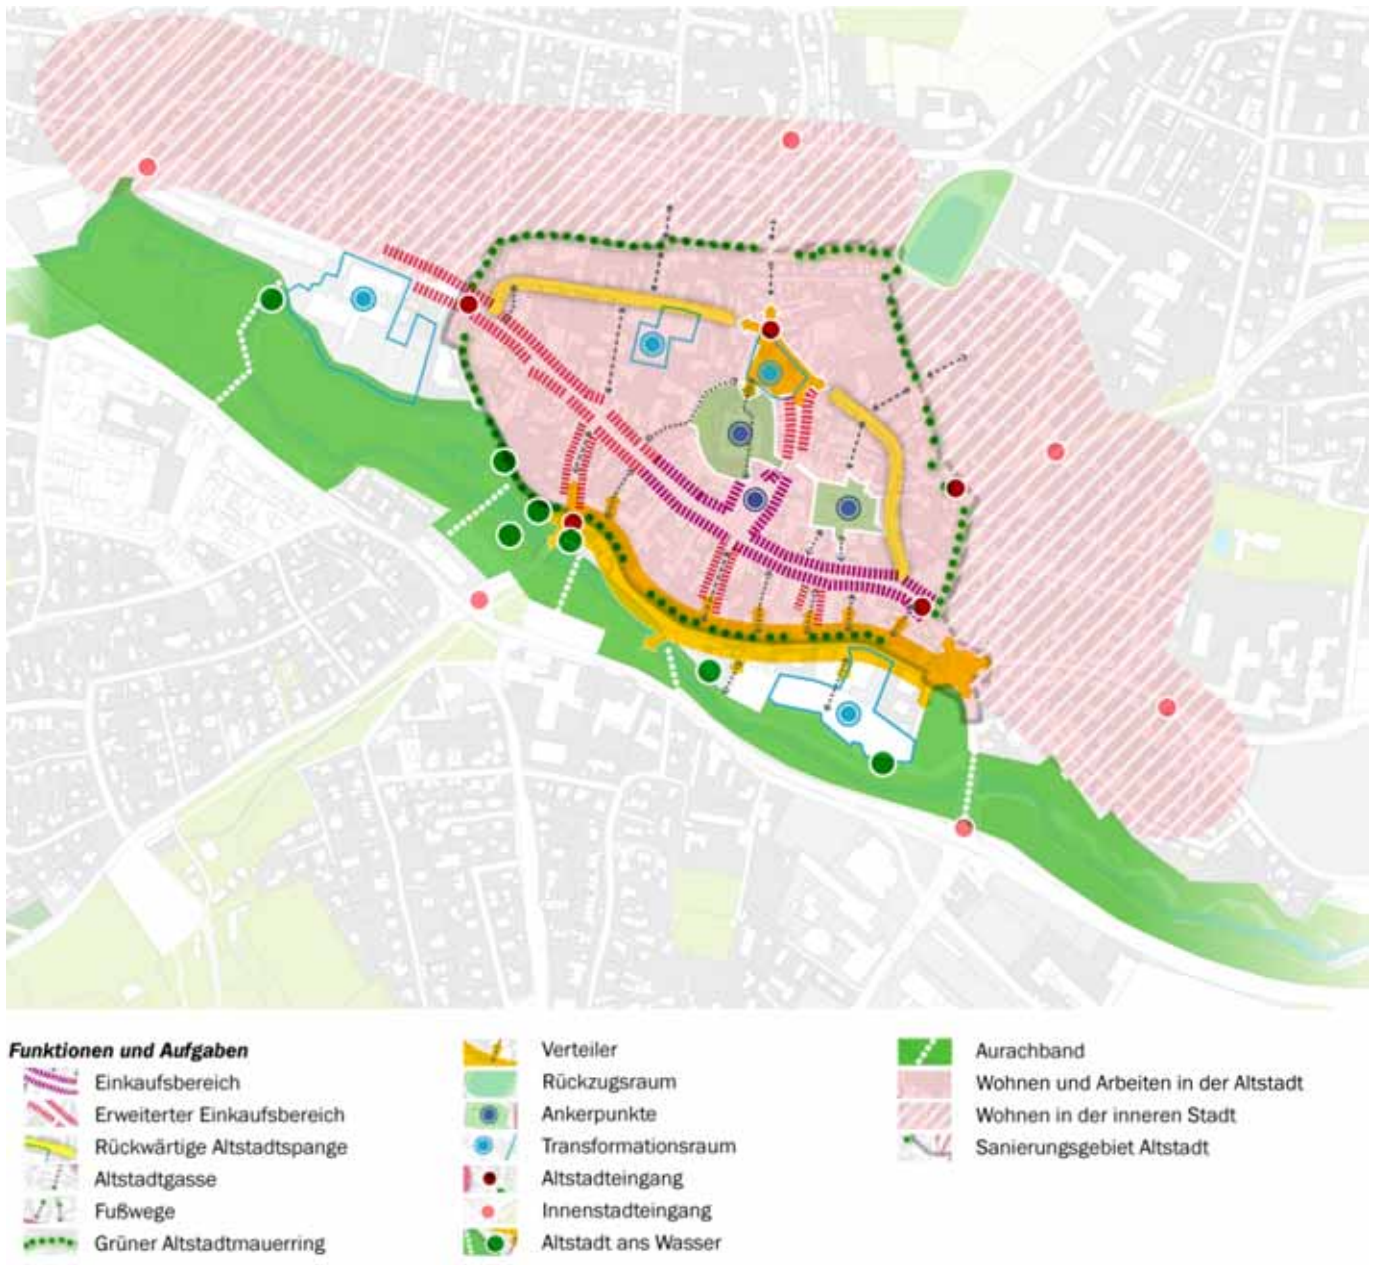 Funktionen und Aufgaben
Einkaufsbereich
Erweiterter Einkaufsbereich
Rückwärtige Altstadtspange
Altstadtgasse
Fußwege
Grüner Altstadtmauerring
Verteiler
Rückzugsraum
Ankerpunkte
Transformationsraum
Altstadteingang
Innenstadteingang
Altstadt ans Wasser
Aurachband
Wohnen und Arbeiten in der Altstadt
Wohnen in der inneren Stadt
Sanierungsgebiet Altstadt